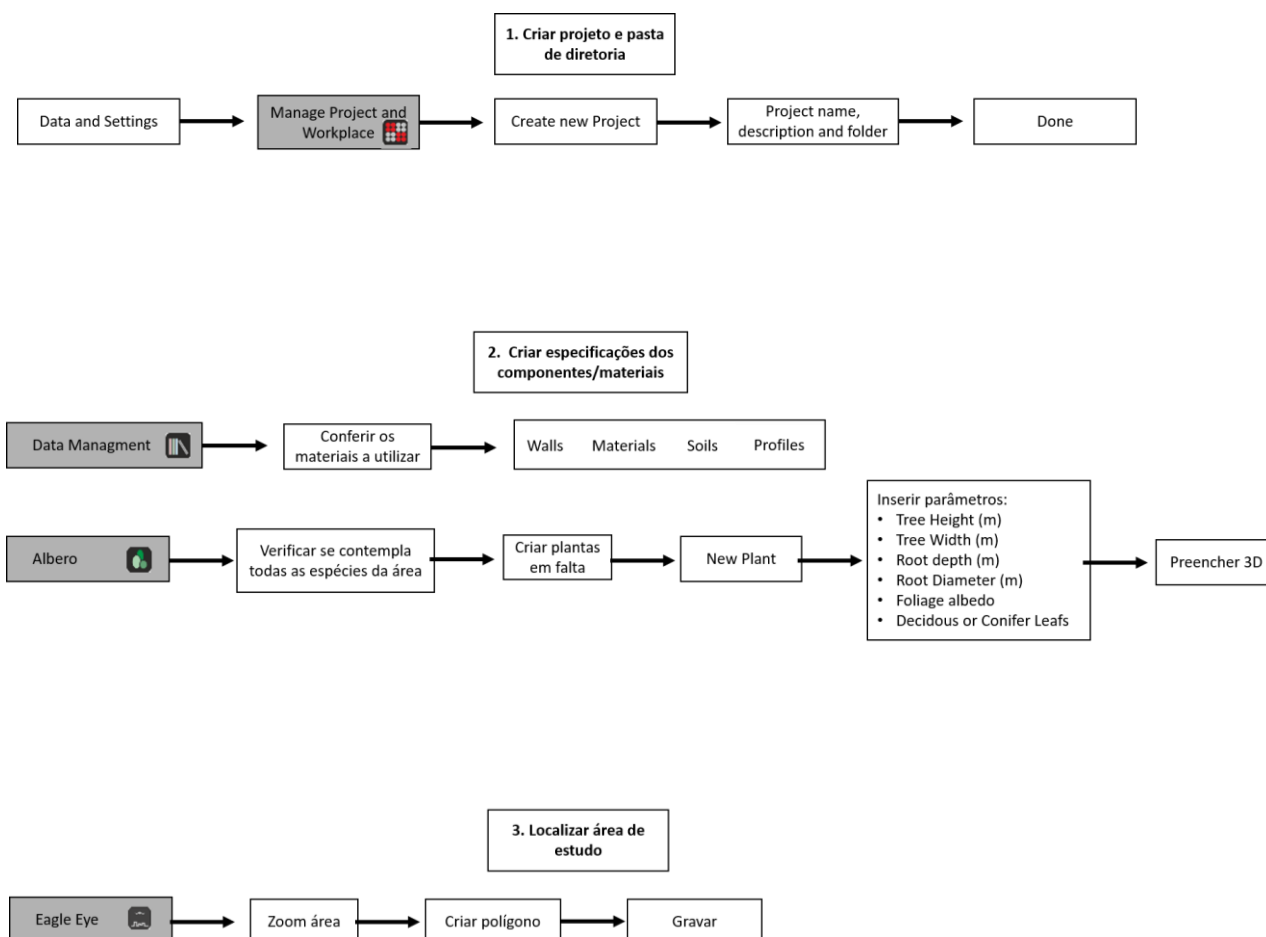 1. Criar projeto e pasta
de diretoria
Data and Settings
Manage Project and
Workplace
Create new Project
Project name,
description and folder
Done
2. Criar especificações dos
componentes/materiais
Data Managment
Conferir os
materiais a utilizar
Walls Materials Soils Profiles
Albero
Verificar se contempla
todas as espécies da área
Criar plantas
em falta
New Plant
Inserir parâmetros:
• Tree Height (m)
• Tree Width (m)
• Root depth (m)
• Root Diameter (m)
• Foliage albedo
• Decidous or Conifer Leafs
Preencher 3D
3. Localizar área de
estudo
Eagle Eye
Zoom área
Criar polígono
Gravar